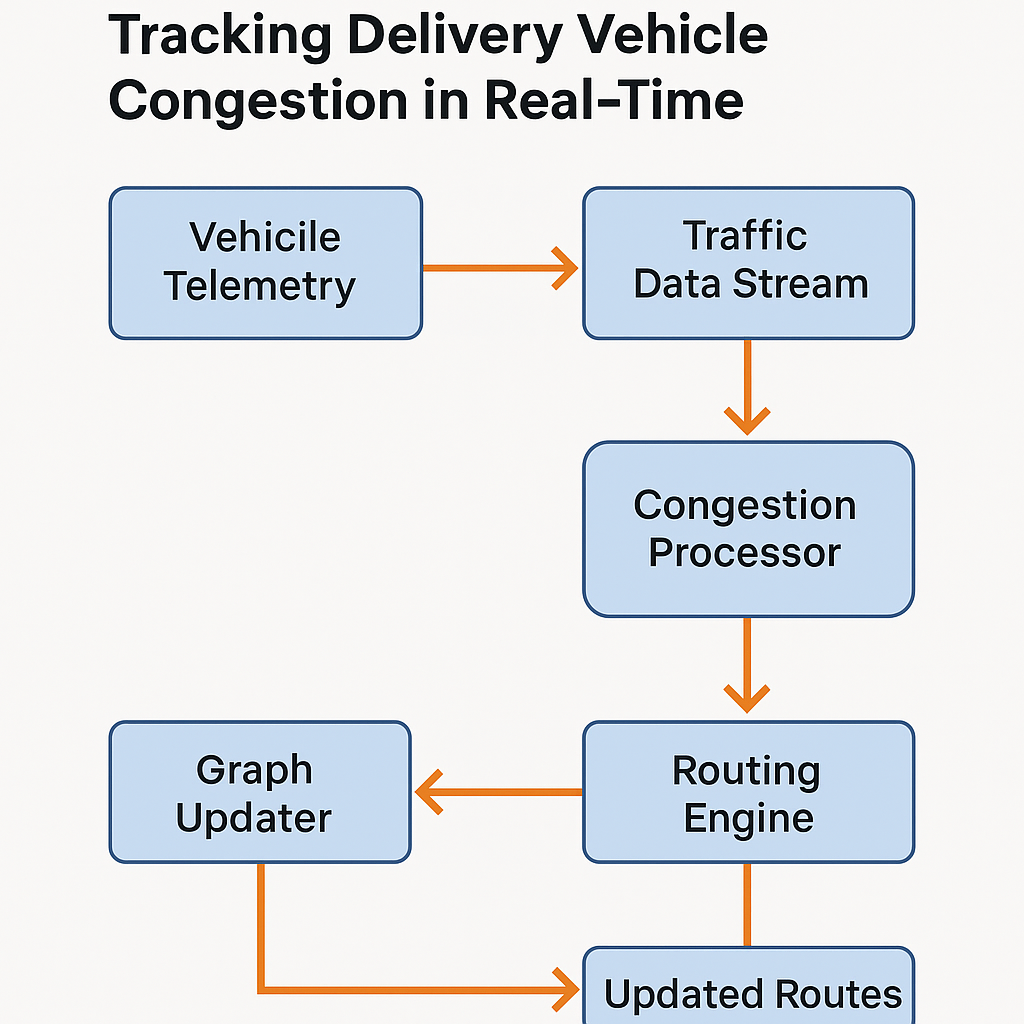 Tracking Delivery Vehicle
Congestion in Real-Time
Vehicile
Telemetry
Traffic
Data Stream
Congestion
Processor
Graph
Updater
Routing
Engine
Updated Routes